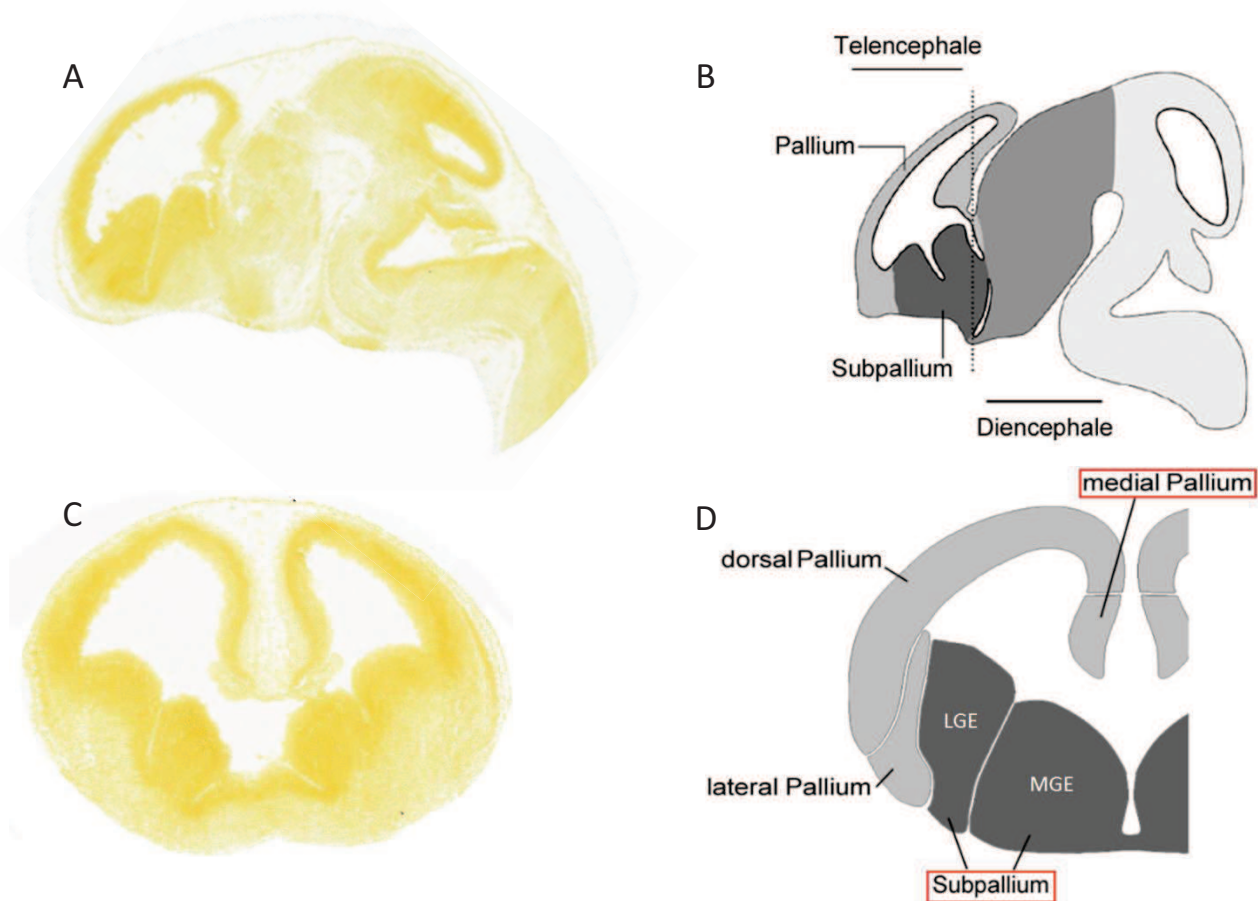 A
B
Telencephale
Pallium
Subpallium
Diencephale
C
D
medial Pallium
dorsal Pallium
LGE
MGE
lateral Pallium
Subpallium